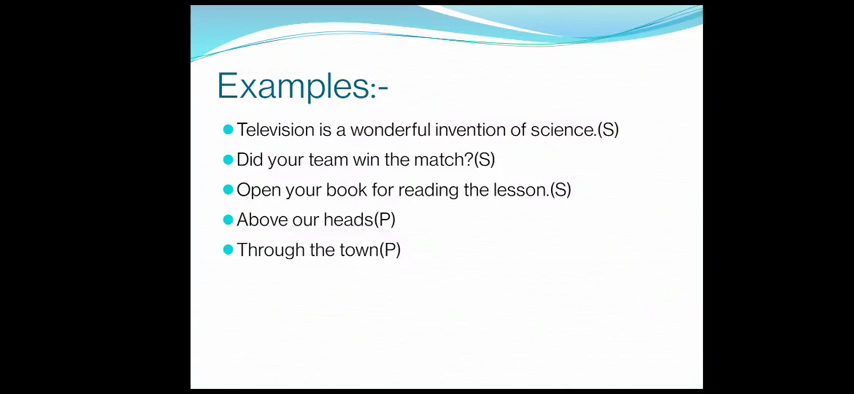 Examples:-
Television is a wonderful invention of science.(S)
Did your team win the match?(S)
Open your book for reading the lesson.(S)
Above our heads(P)
Through the town(P)